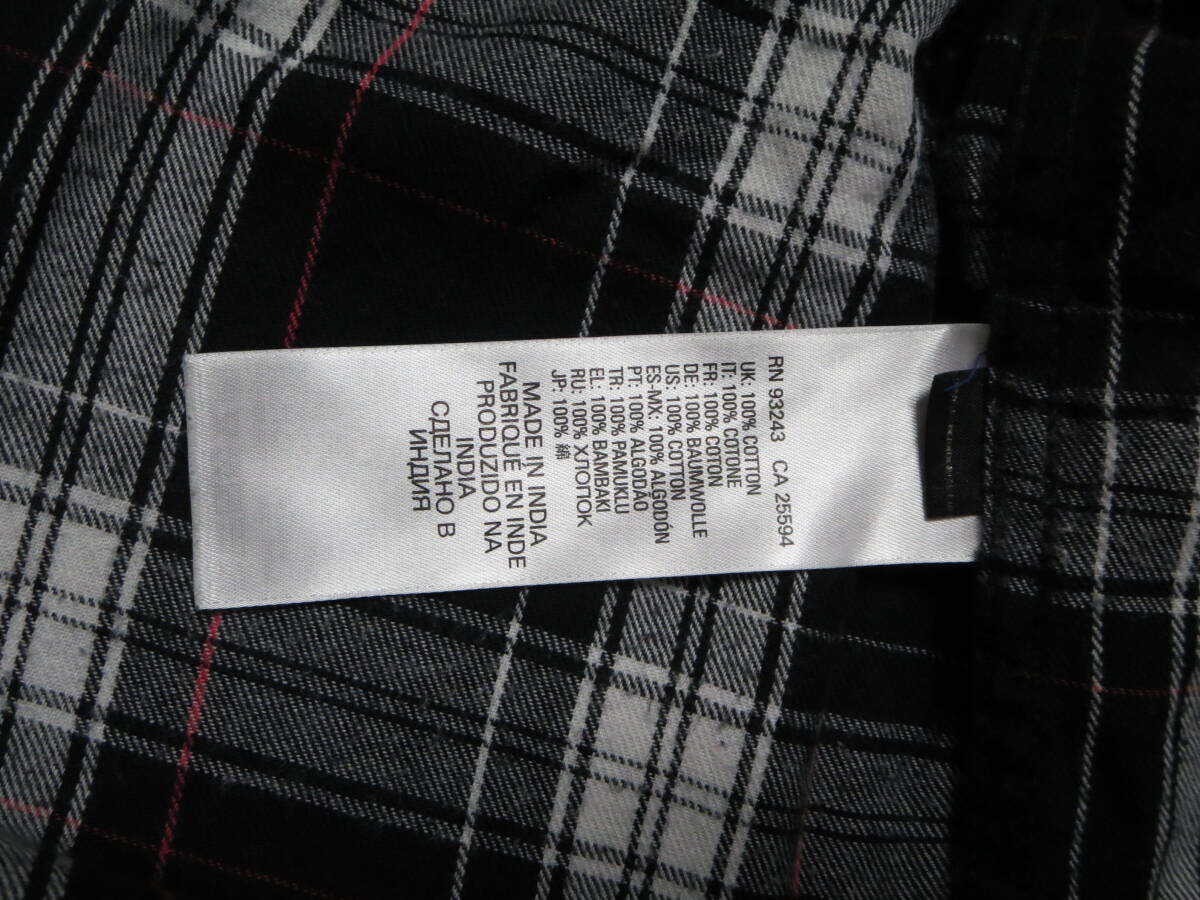 RN 93243 CA 25594
UK: 100% COTTON
IT: 100% COTONE
FR: 100% COTON
DE: 100% BAUMWOLLE
US: 100% COTTON
ES-MX: 100% ALGODÓN
PT: 100% ALGODÃO
TR: 100% PAMUKLU
EL: 100% BAMBAKI
RU: 100% ХЛОПОК
JP: 100% 綿
MADE IN INDIA
FABRIQUÉ EN INDE
PRODUZIDO NA
INDIA
СДЕЛАНО В
ИНДИЯ